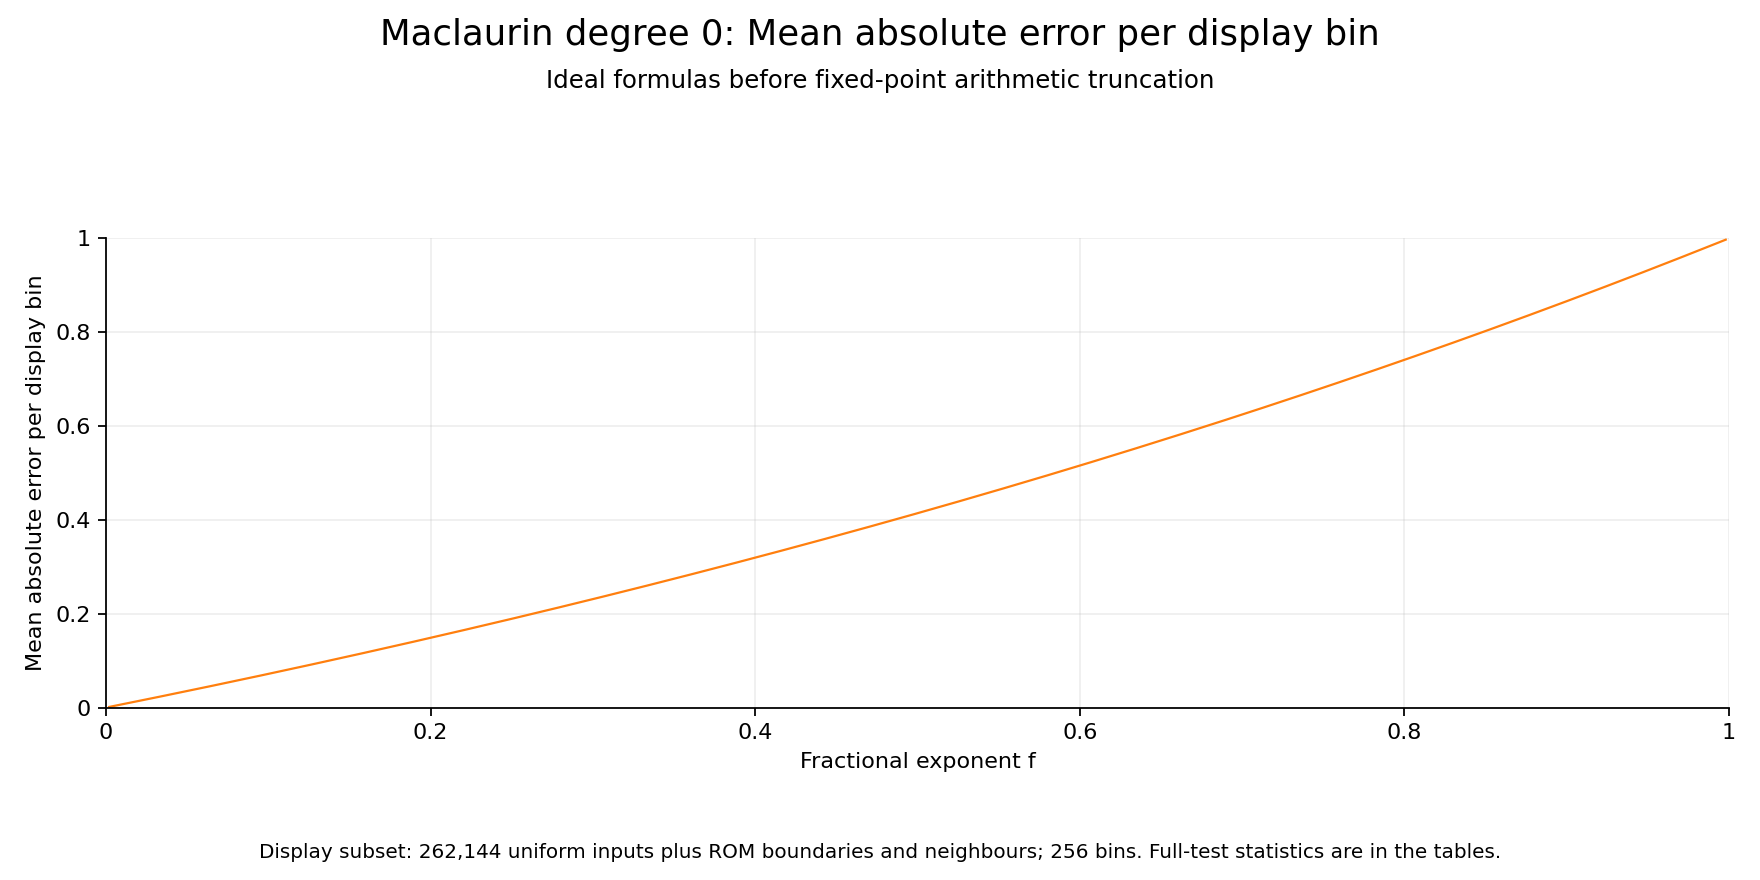 Maclaurin degree 0: Mean absolute error per display bin
Ideal formulas before fixed-point arithmetic truncation
Mean absolute error per display bin
1
0.8
0.6
0.4
0.2
0
0 0.2 0.4 0.6 0.8 1
Fractional exponent f
Display subset: 262,144 uniform inputs plus ROM boundaries and neighbours; 256 bins. Full-test statistics are in the tables.